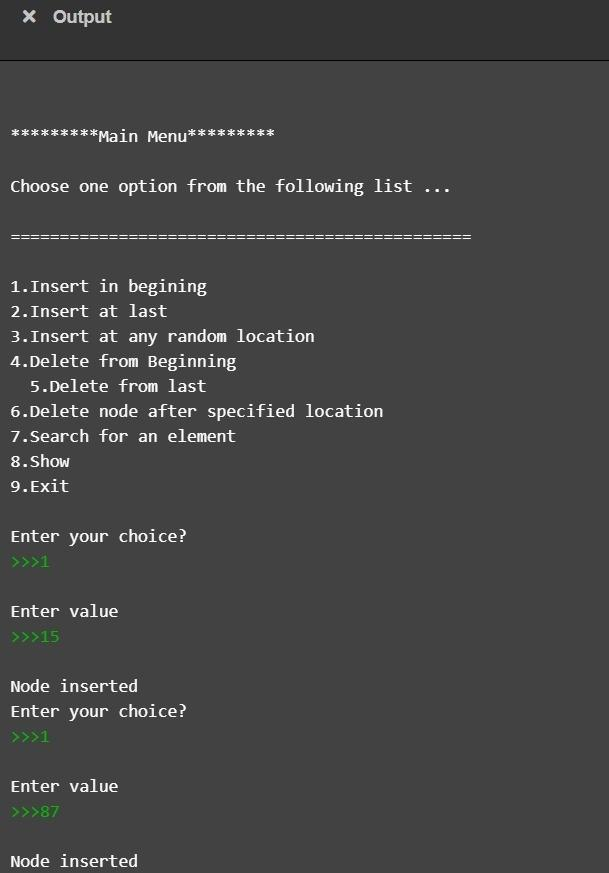 × Output
*********Main Menu*********
Choose one option from the following list ...
===============================================
1.Insert in begining
2.Insert at last
3.Insert at any random location
4.Delete from Beginning
5.Delete from last
6.Delete node after specified location
7.Search for an element
8.Show
9.Exit
Enter your choice?
>>>1
Enter value
>>>15
Node inserted
Enter your choice?
>>>1
Enter value
>>>87
Node inserted